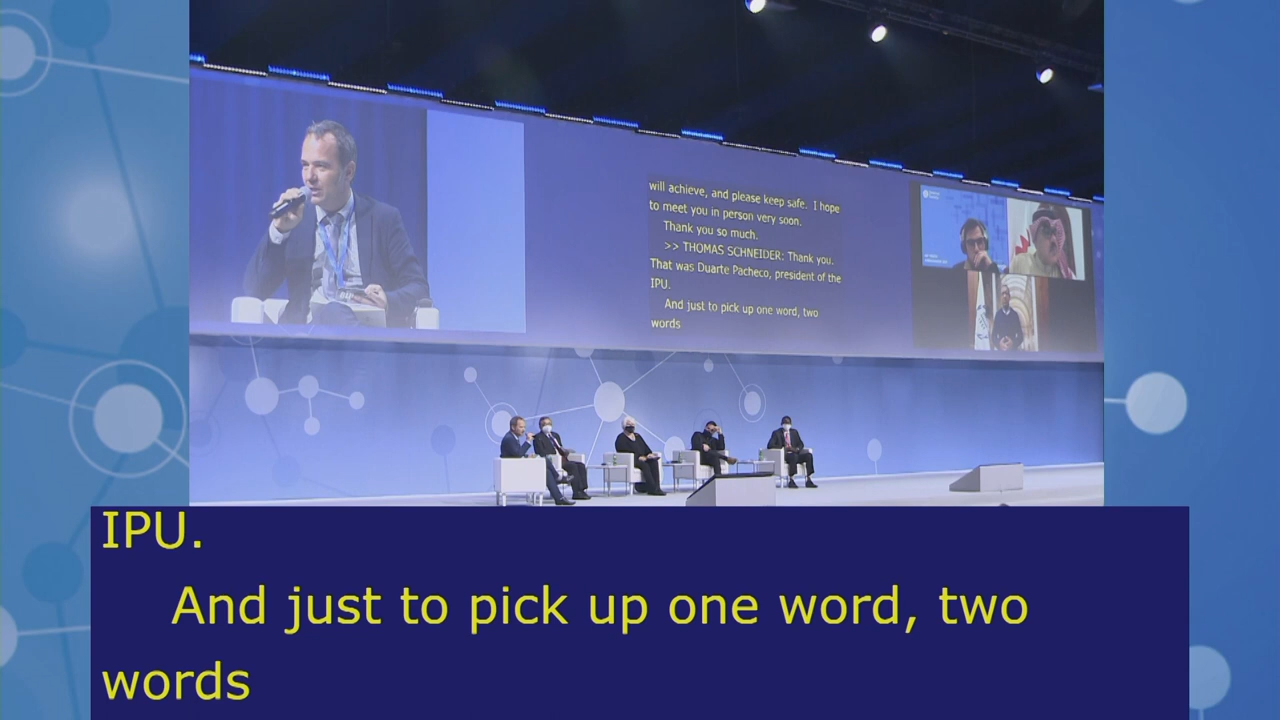 will achieve, and please keep safe. I hope
to meet you in person very soon.
Thank you so much.
>> THOMAS SCHNEIDER: Thank you.
That was Duarte Pacheco, president of the
IPU.
And just to pick up one word, two
words
IPU.
And just to pick up one word, two
words